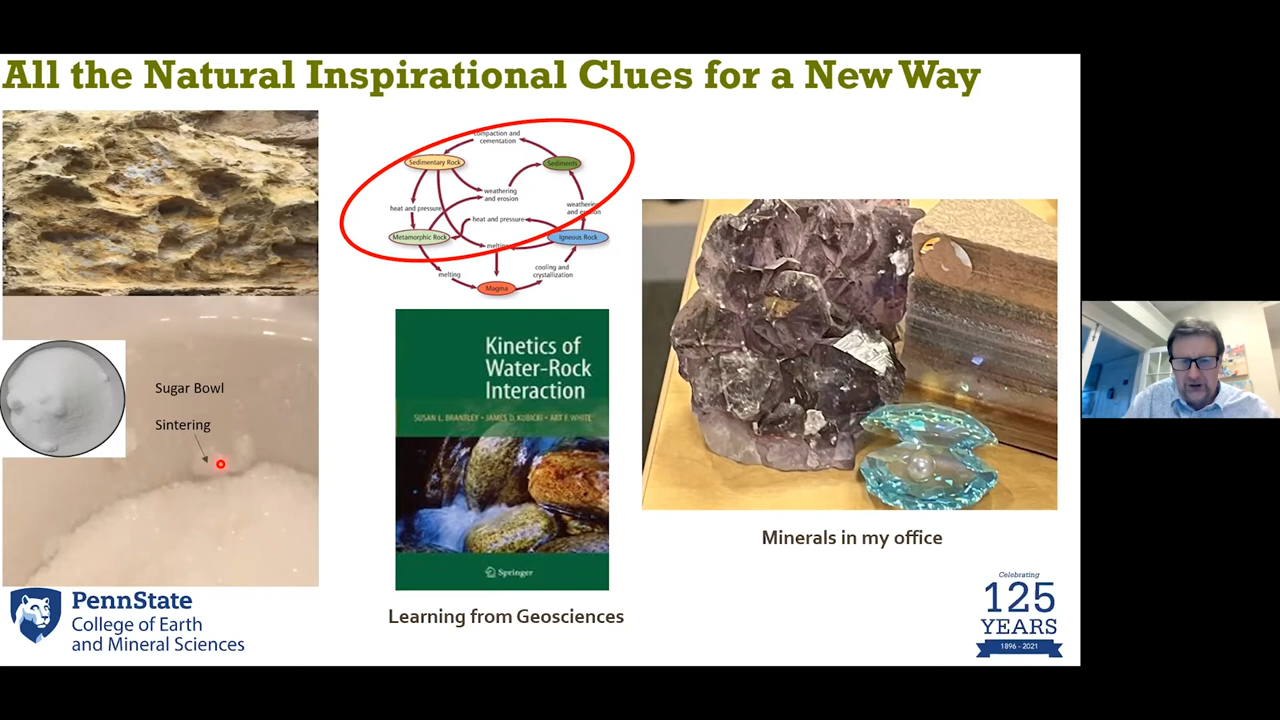 All the Natural Inspirational Clues for a New Way
compaction and
cementation
Sedimentary Rock
Sediments
weathering
and erosion
heat and pressure
weathering
and erosion
heat and pressure
Metamorphic Rock
melting
Igneous Rock
melting
cooling and
crystallization
Magma
Sugar Bowl
Sintering
Kinetics of
Water-Rock
Interaction
SUSAN L. BRANTLEY · JAMES D. KUBICKI · ART F. WHITE
Springer
Learning from Geosciences
Minerals in my office
PennState
College of Earth
and Mineral Sciences
Celebrating
125
YEARS
1896 - 2021